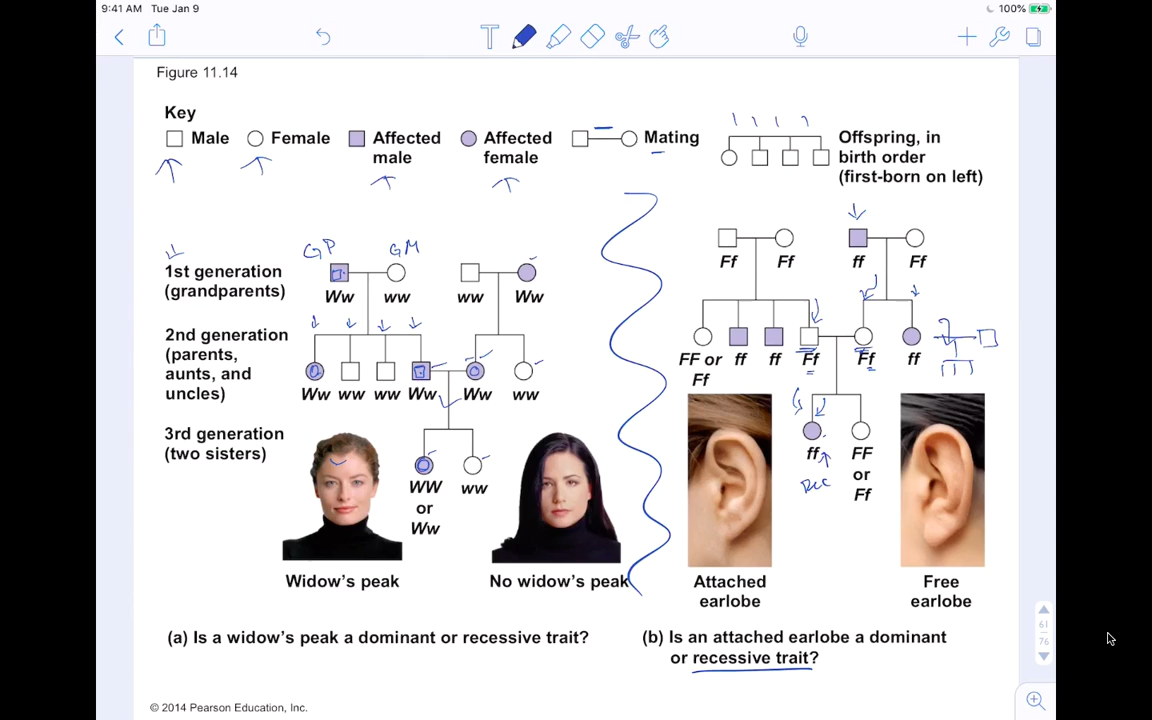 9:41 AM Tue Jan 9
100%
Figure 11.14
Key
Male
Female
Affected
male
Affected
female
Mating
Offspring, in
birth order
(first-born on left)
GP
GM
1st generation
(grandparents)
Ww
ww
ww
Ww
Ff
Ff
ff
Ff
2nd generation
(parents,
aunts, and
uncles)
Ww
ww
ww
Ww
Ww
ww
FF or
Ff
ff
ff
Ff
Ff
ff
3rd generation
(two sisters)
WW
or
Ww
ww
ff
FF
or
Ff
Rec
Widow's peak
No widow's peak
Attached
earlobe
Free
earlobe
(a) Is a widow's peak a dominant or recessive trait?
(b) Is an attached earlobe a dominant
or recessive trait?
61
76
© 2014 Pearson Education, Inc.